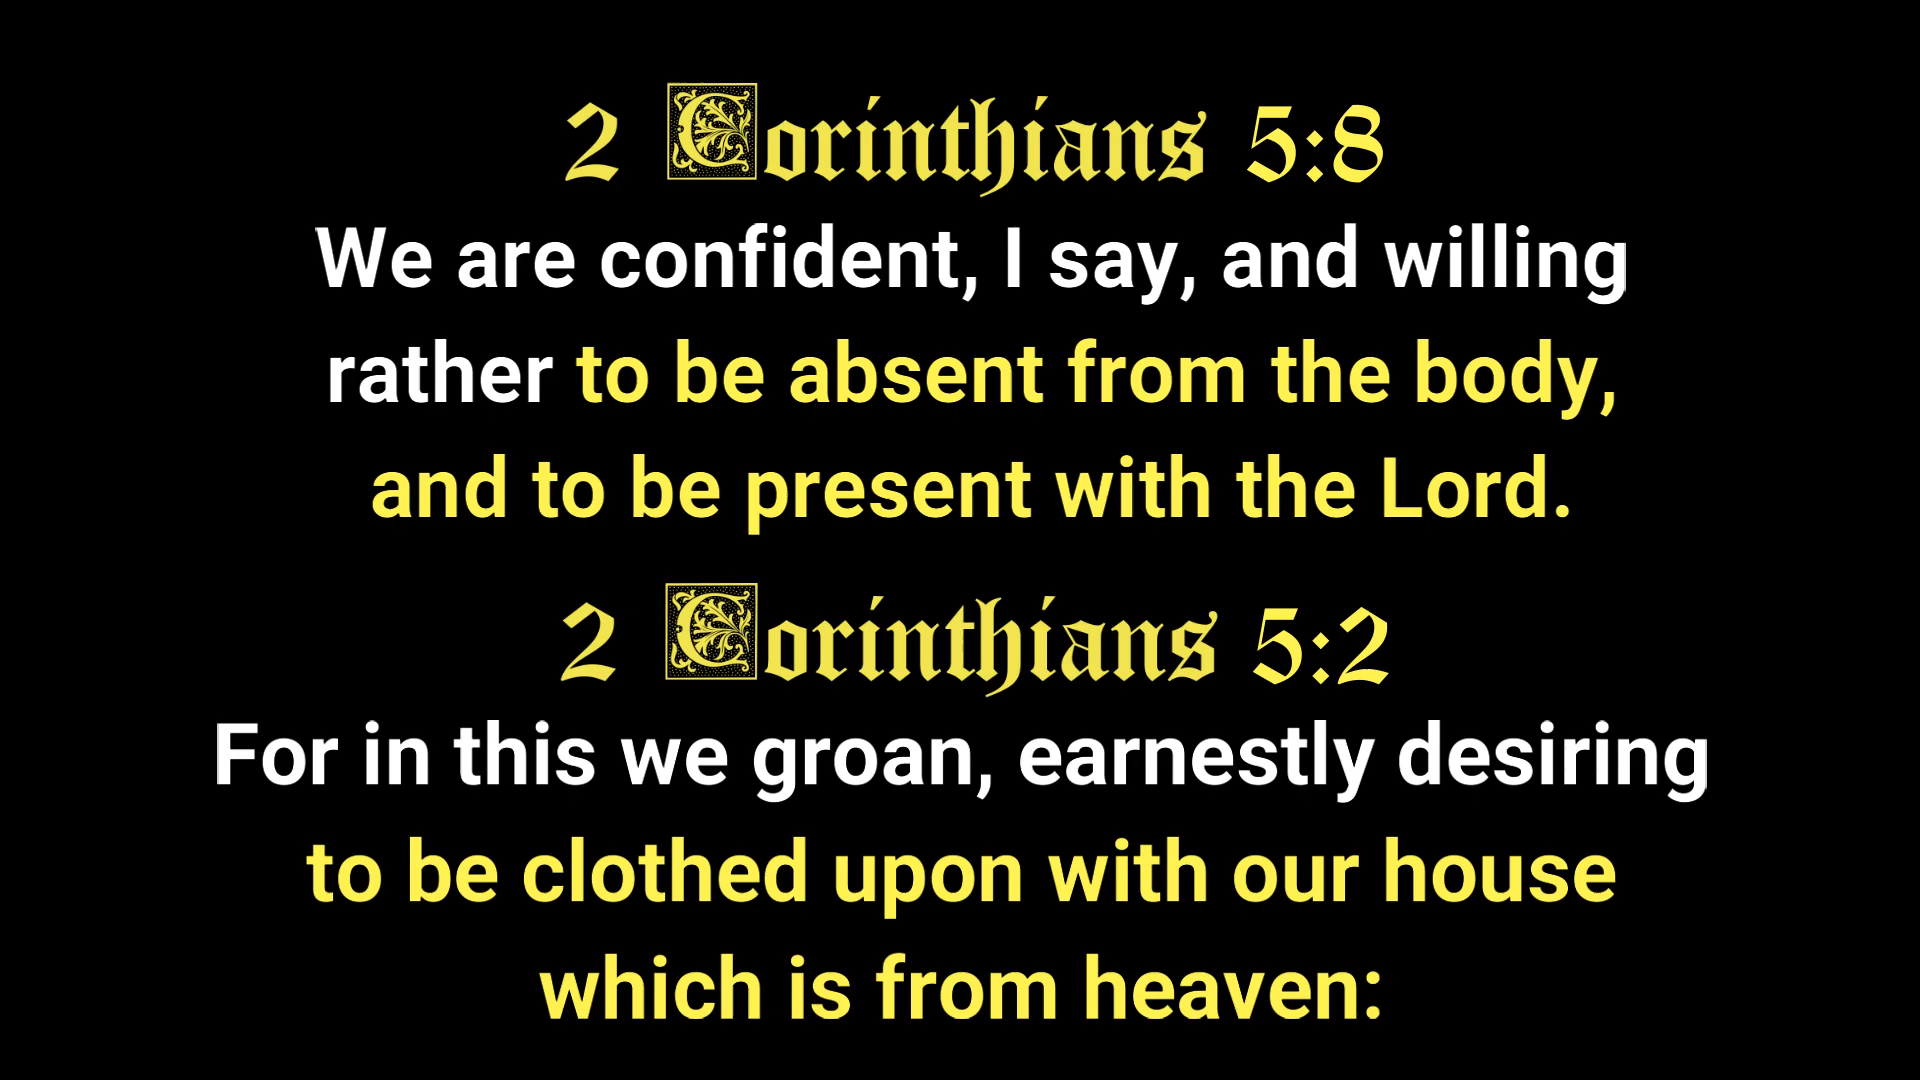 2 Corinthians 5:8
We are confident, I say, and willing
rather to be absent from the body,
and to be present with the Lord.
2 Corinthians 5:2
For in this we groan, earnestly desiring
to be clothed upon with our house
which is from heaven: